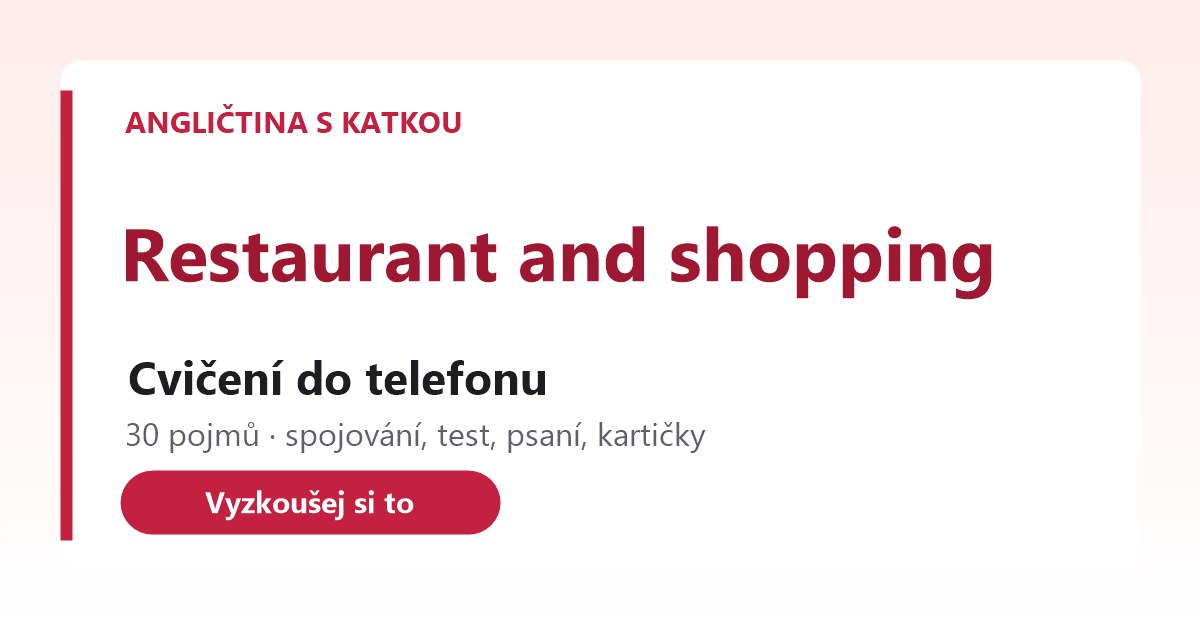 ANGLIČTINA S KATKOU
Restaurant and shopping
Cvičení do telefonu
30 pojmů · spojování, test, psaní, kartičky
Vyzkoušej si to